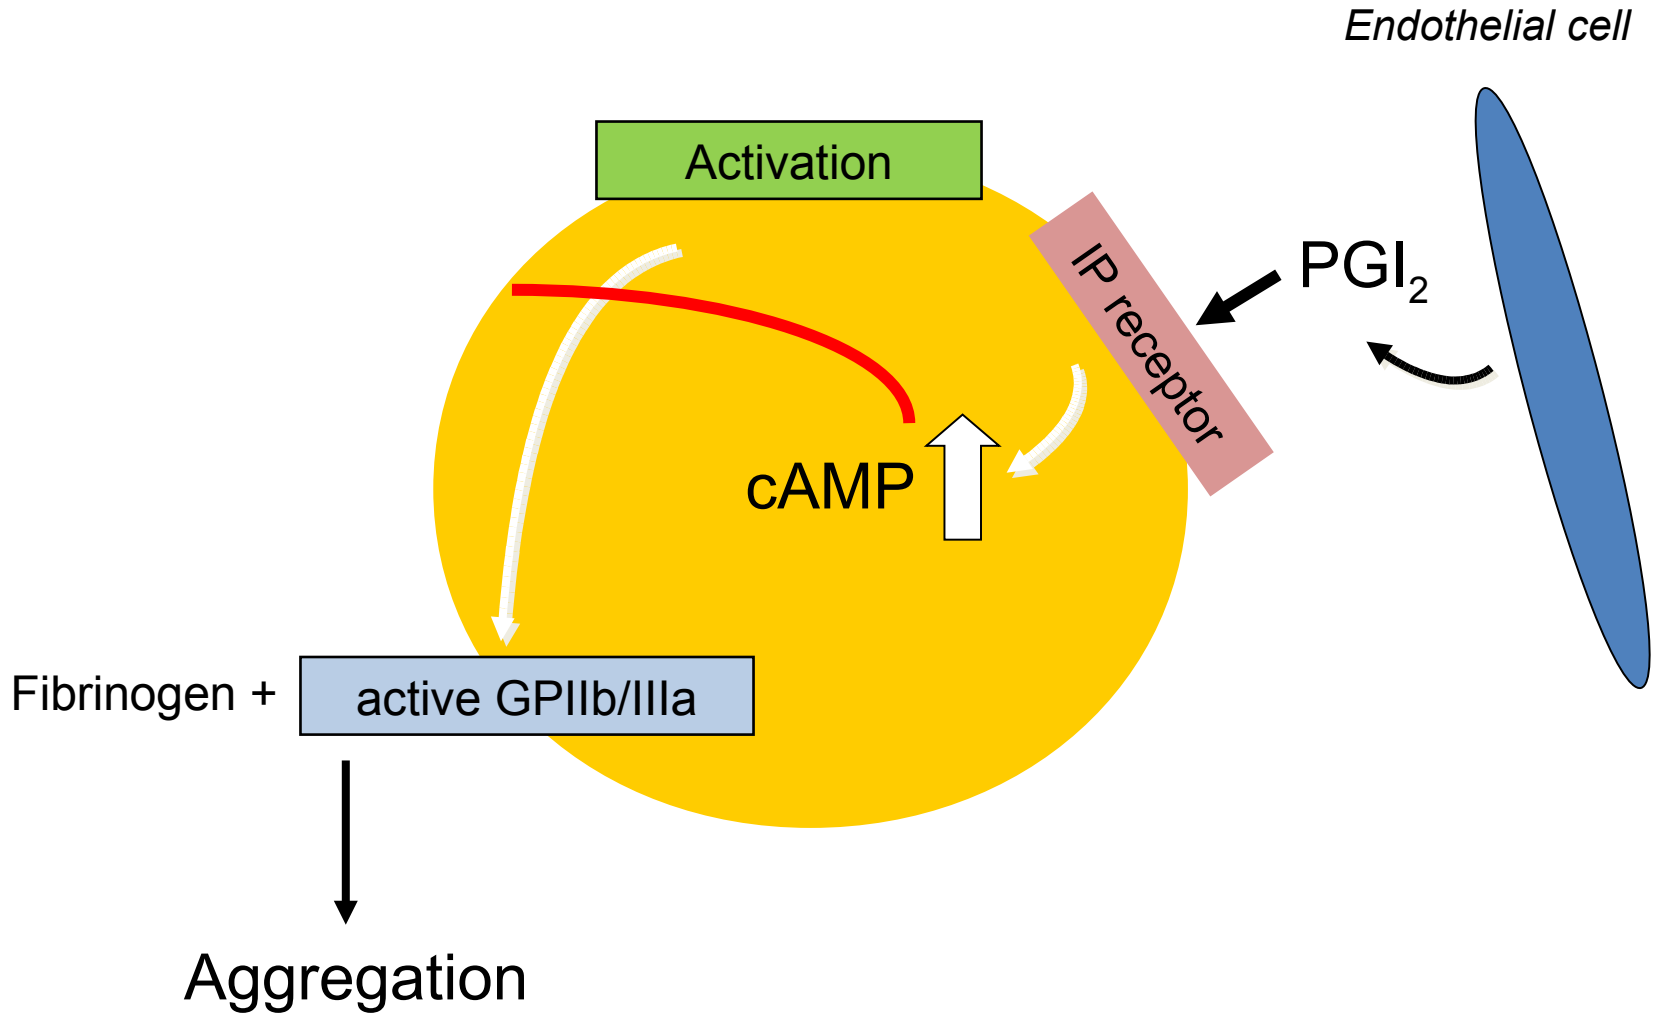 Endothelial cell
Activation
IP receptor
PGI₂
cAMP
Fibrinogen +
active GPIIb/IIIa
Aggregation